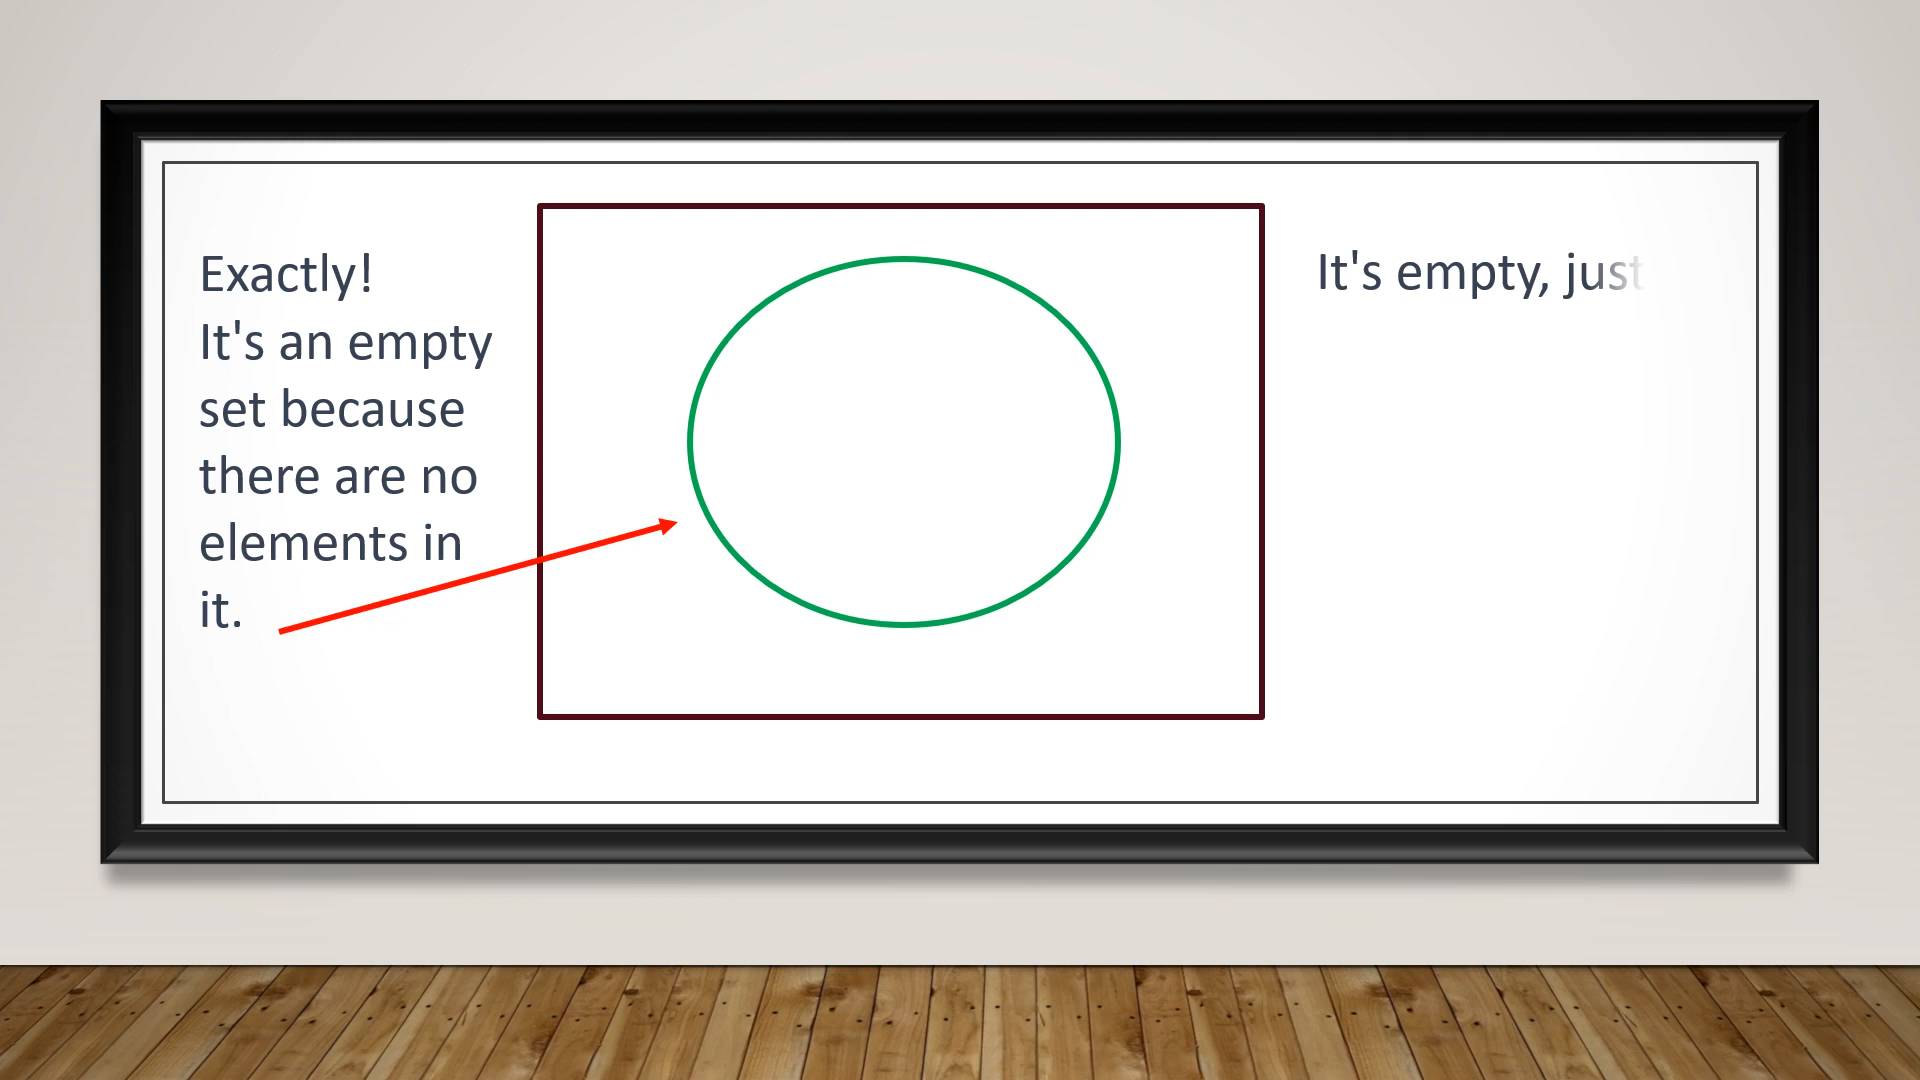 Exactly!
It's an empty
set because
there are no
elements in
it.
It's empty, just